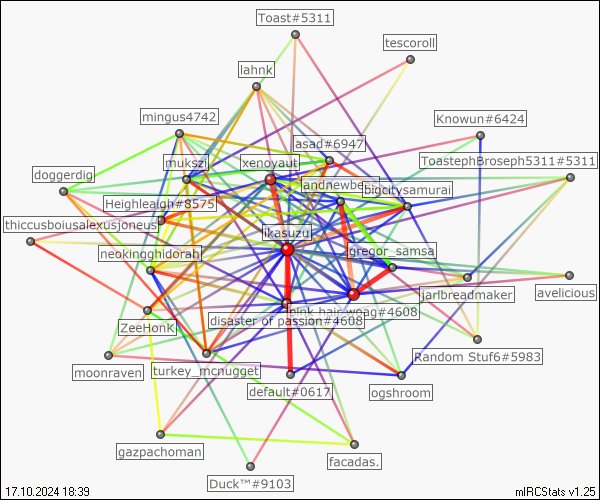 Toast#5311
tescoroll
lahnk
mingus4742
Knowun#6424
asad#6947
mukszi
xenoyaut
ToastephBroseph5311#5311
doggerdig
andnewbe
bigcitysamurai
Heighleaigh#8575
thiccusboiusalexusjoneus
ikasuzu
neokingghidorah
gregor_samsa
jarlbreadmaker
avelicious
pink hair woag#4608
disaster of passion#4608
ZeeHonk
Random Stuf6#5983
moonraven
turkey_mcnugget
default#0617
ogshroom
gazpachoman
facadas.
Duck™#9103
17.10.2024 18:39
mIRCStats v1.25